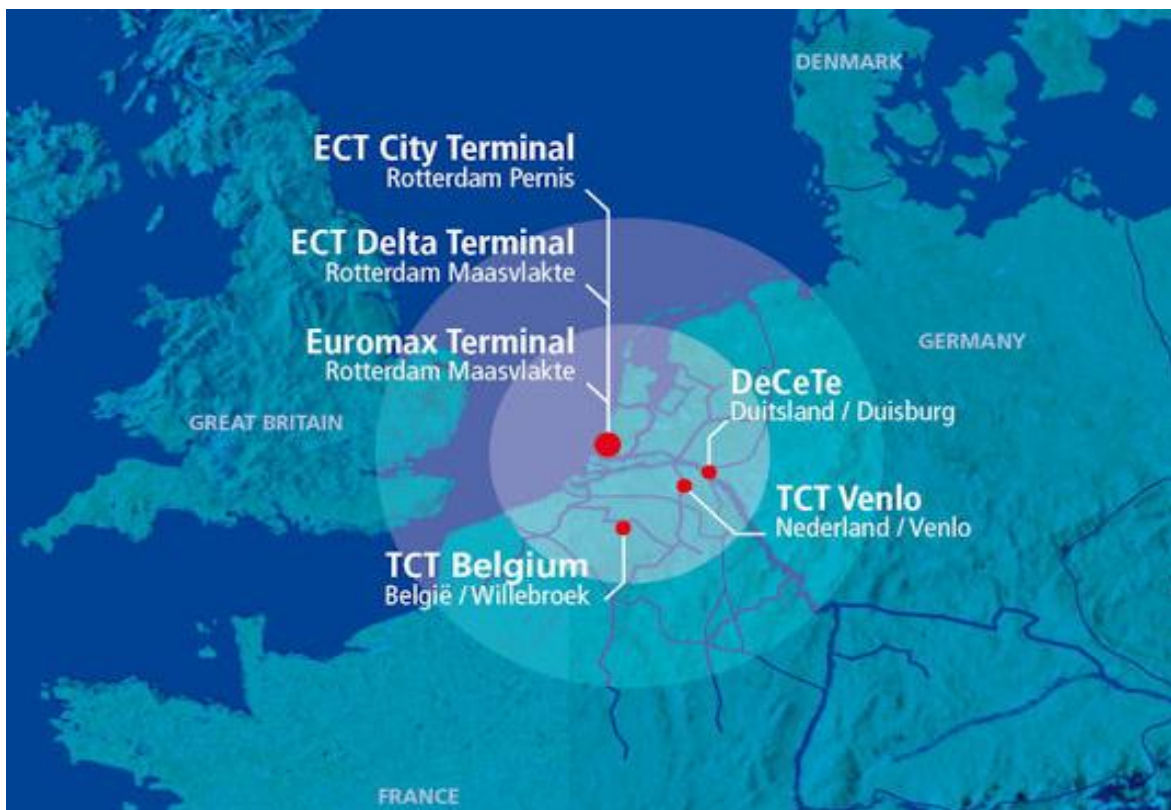 DENMARK
ECT City Terminal
Rotterdam Pernis
ECT Delta Terminal
Rotterdam Maasvlakte
Euromax Terminal
Rotterdam Maasvlakte
GERMANY
DeCeTe
Duitsland / Duisburg
GREAT BRITAIN
TCT Venlo
Nederland / Venlo
TCT Belgium
België / Willebroek
FRANCE